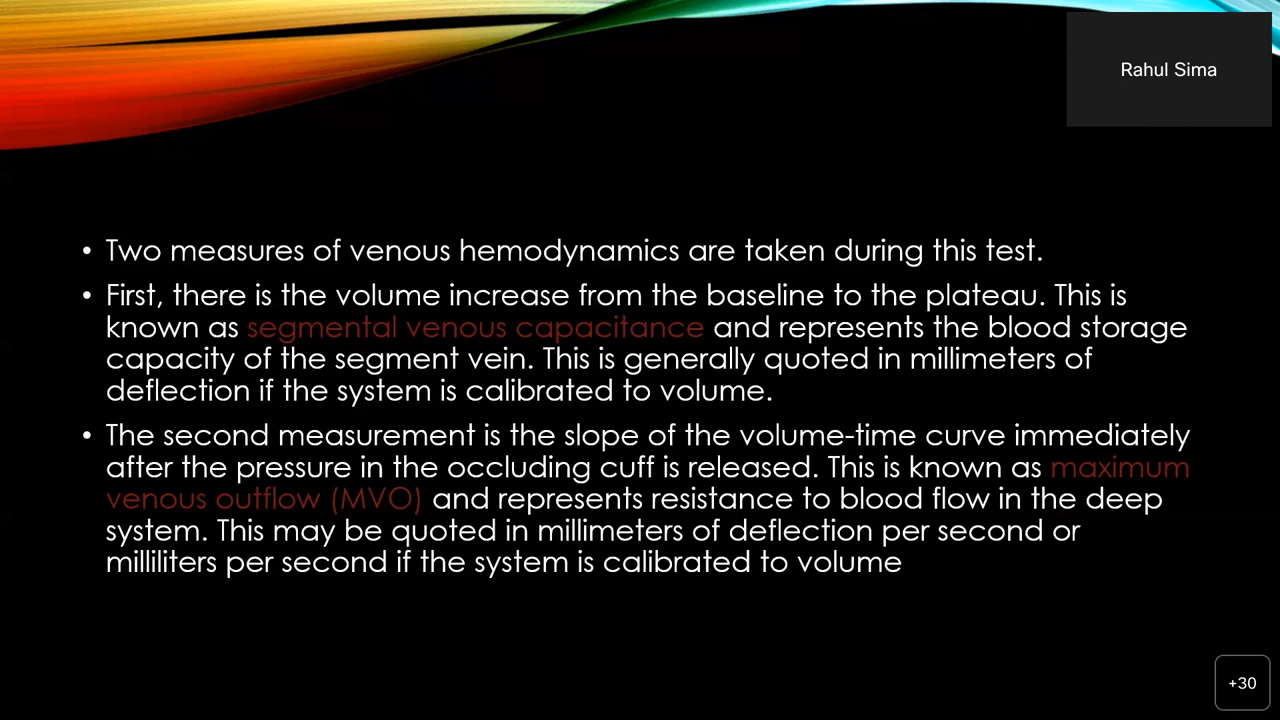 Rahul Sima
• Two measures of venous hemodynamics are taken during this test.
• First, there is the volume increase from the baseline to the plateau. This is
known as segmental venous capacitance and represents the blood storage
capacity of the segment vein. This is generally quoted in millimeters of
deflection if the system is calibrated to volume.
• The second measurement is the slope of the volume-time curve immediately
after the pressure in the occluding cuff is released. This is known as maximum
venous outflow (MVO) and represents resistance to blood flow in the deep
system. This may be quoted in millimeters of deflection per second or
milliliters per second if the system is calibrated to volume
+30